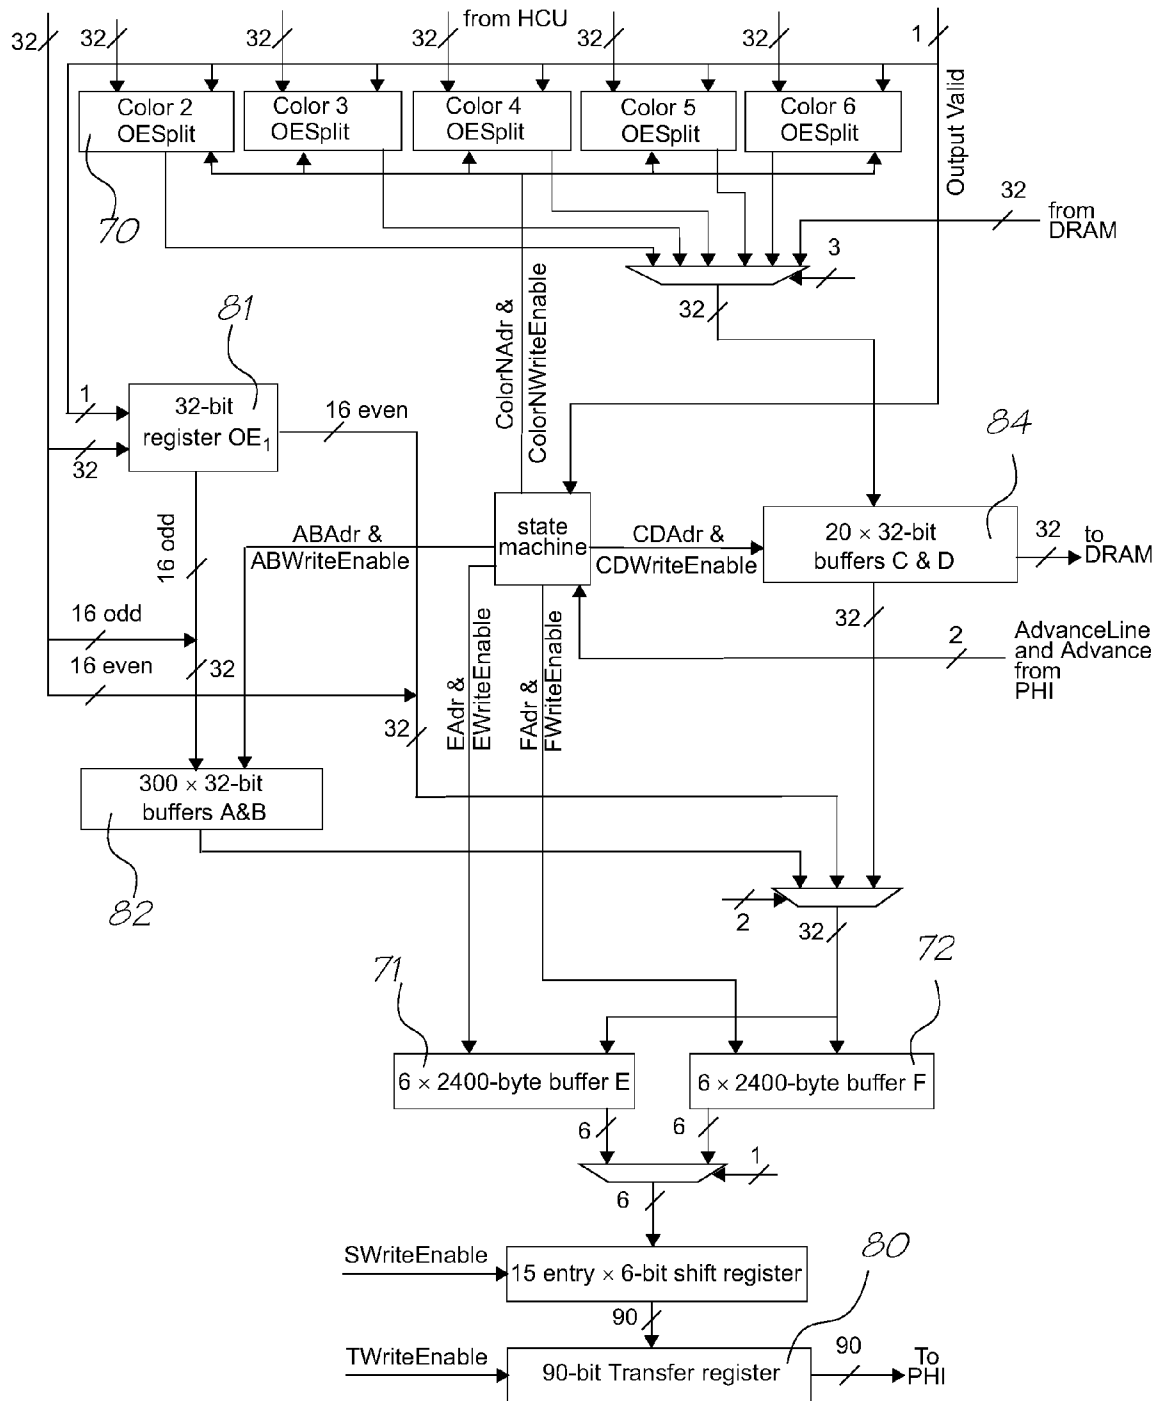 from HCU
32
32
32
32
32
32
1
Color 2
OESplit
Color 3
OESplit
Color 4
OESplit
Color 5
OESplit
Color 6
OESplit
Output Valid
70
32
from
DRAM
3
32
ColorNAdr &
ColorNWriteEnable
81
1
32
32-bit
register OE₁
16 even
84
16 odd
ABAdr &
ABWriteEnable
state
machine
CDAdr &
CDWriteEnable
20 × 32-bit
buffers C & D
32
to
DRAM
16 odd
16 even
32
32
EAdr &
EWriteEnable
FAdr &
FWriteEnable
32
2
AdvanceLine
and Advance
from
PHI
300 × 32-bit
buffers A&B
82
2
32
71
72
6 × 2400-byte buffer E
6 × 2400-byte buffer F
6
6
1
6
SWriteEnable
15 entry × 6-bit shift register
80
90
TWriteEnable
90-bit Transfer register
90
To
PHI